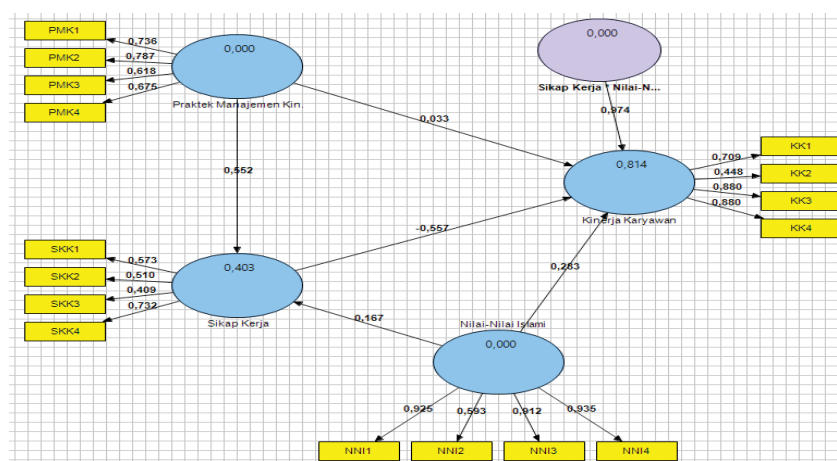 PMK1
PMK2
PMK3
PMK4
0,736
0,787
0,618
0,675
0,000
Praktek Manajemen Kin.
0,000
Sikap Kerja * Nilai-N...
0,974
0,033
0,552
0,814
Kinerja Karyawan
0,709
0,448
0,880
0,880
KK1
KK2
KK3
KK4
-0,557
0,283
SKK1
SKK2
SKK3
SKK4
0,573
0,510
0,409
0,732
0,403
Sikap Kerja
0,167
Nilai-Nilai Islami
0,000
0,925
0,593
0,912
0,935
NNI1
NNI2
NNI3
NNI4